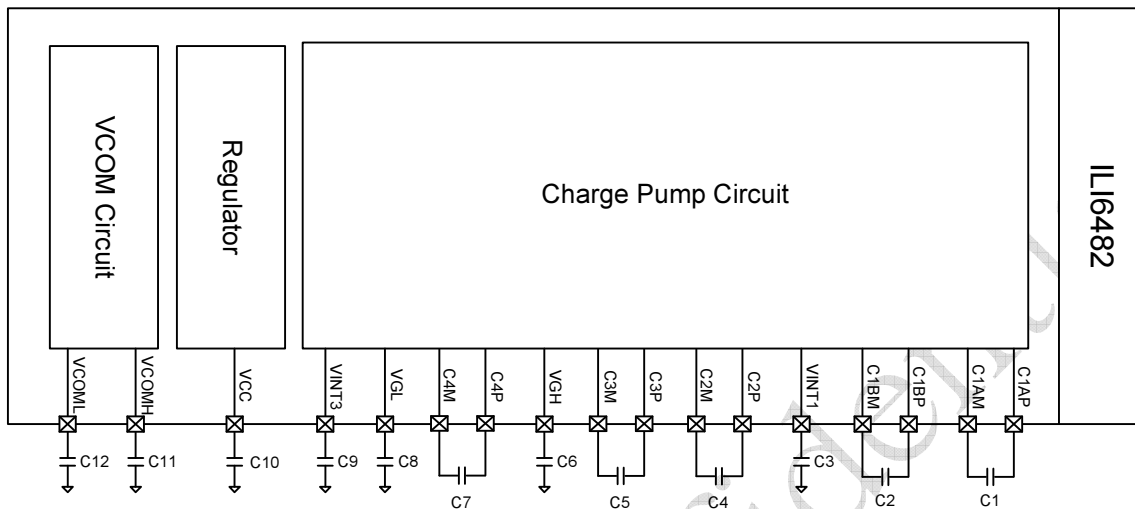 VCOM Circuit
Regulator
Charge Pump Circuit
ILI6482
VCOML
VCOMH
VCC
VINT3
VGL
C4M
C4P
VGH
C3M
C3P
C2M
C2P
VINT1
C1BM
C1BP
C1AM
C1AP
C12
C11
C10
C9
C8
C7
C6
C5
C4
C3
C2
C1